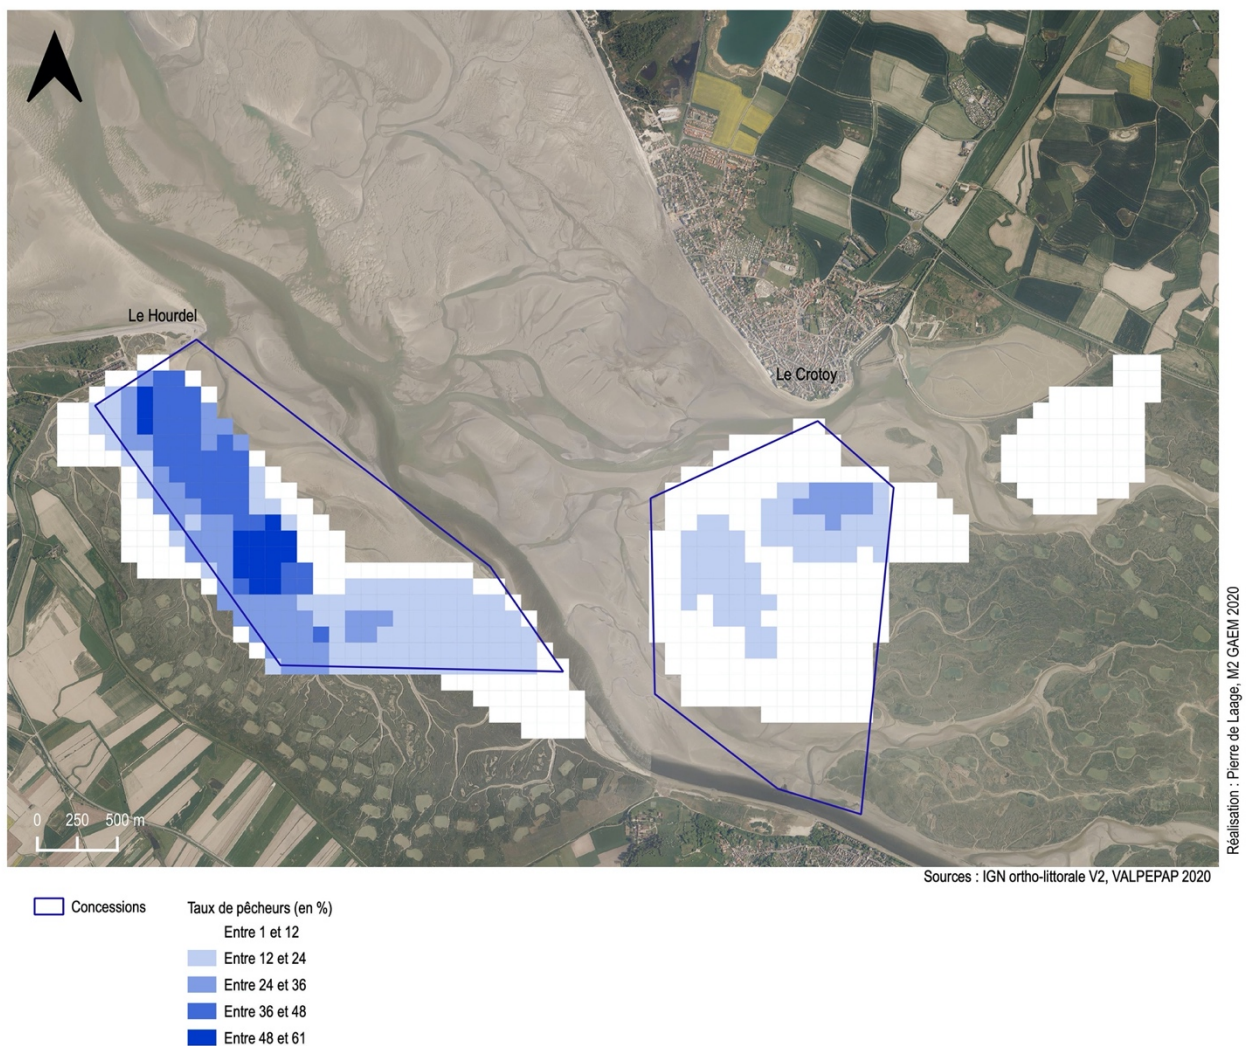 Le Hourdel
Le Crotoy
0 250 500 m
Réalisation : Pierre de Laage, M2 GAEM 2020
Sources : IGN ortho-littorale V2, VALPEPAP 2020
Concessions
Taux de pêcheurs (en %)
Entre 1 et 12
Entre 12 et 24
Entre 24 et 36
Entre 36 et 48
Entre 48 et 61